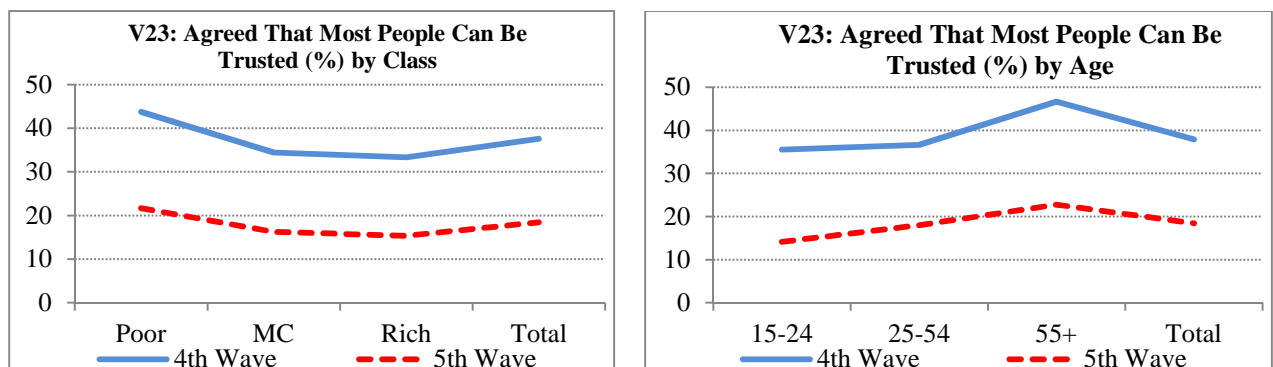 V23: Agreed That Most People Can Be
Trusted (%) by Class
50
40
30
20
10
0
Poor MC Rich Total
4th Wave 5th Wave
V23: Agreed That Most People Can Be
Trusted (%) by Age
50
40
30
20
10
0
15-24 25-54 55+ Total
4th Wave 5th Wave